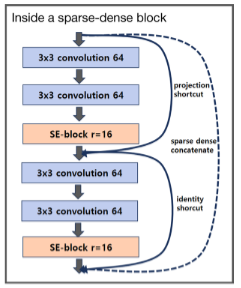 Inside a sparse-dense block
3x3 convolution 64
3x3 convolution 64
projection
shortcut
SE-block r=16
sparse dense
concatenate
3x3 convolution 64
identity
shorcut
3x3 convolution 64
SE-block r=16